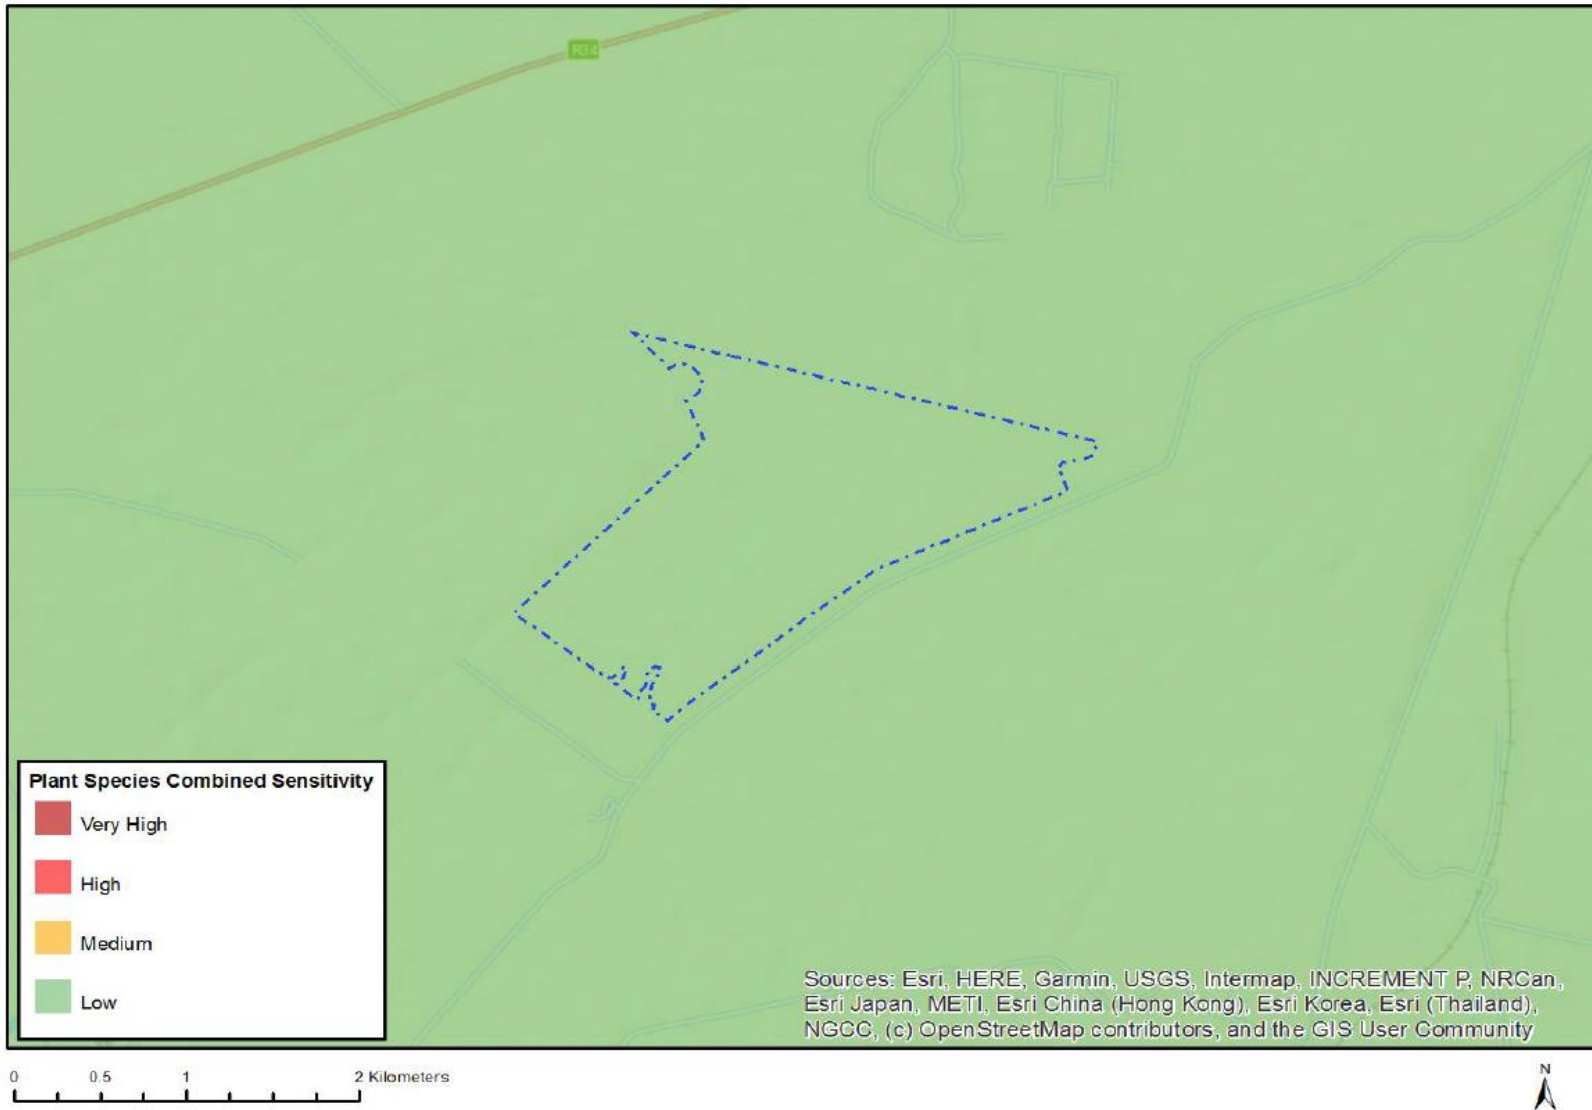 R34
Plant Species Combined Sensitivity
Very High
High
Medium
Low
Sources: Esri, HERE, Garmin, USGS, Intermap, INCREMENT P, NRCan,
Esri Japan, METI, Esri China (Hong Kong), Esri Korea, Esri (Thailand),
NGCC, (c) OpenStreetMap contributors, and the GIS User Community
0 0.5 1 2 Kilometers
N